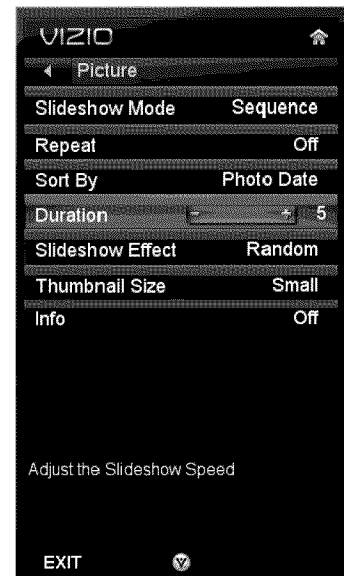 VIZIO
Picture
Slideshow Mode Sequence
Repeat Off
Sort By Photo Date
Duration - + 5
Slideshow Effect Random
Thumbnail Size Small
Info Off
Adjust the Slideshow Speed
EXIT V